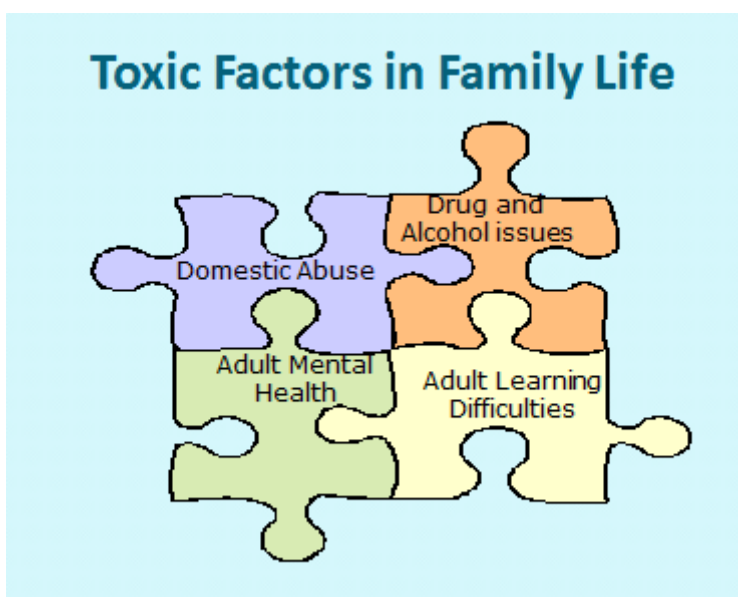 Toxic Factors in Family Life
Drug and
Alcohol issues
Domestic Abuse
Adult Mental
Health
Adult Learning
Difficulties